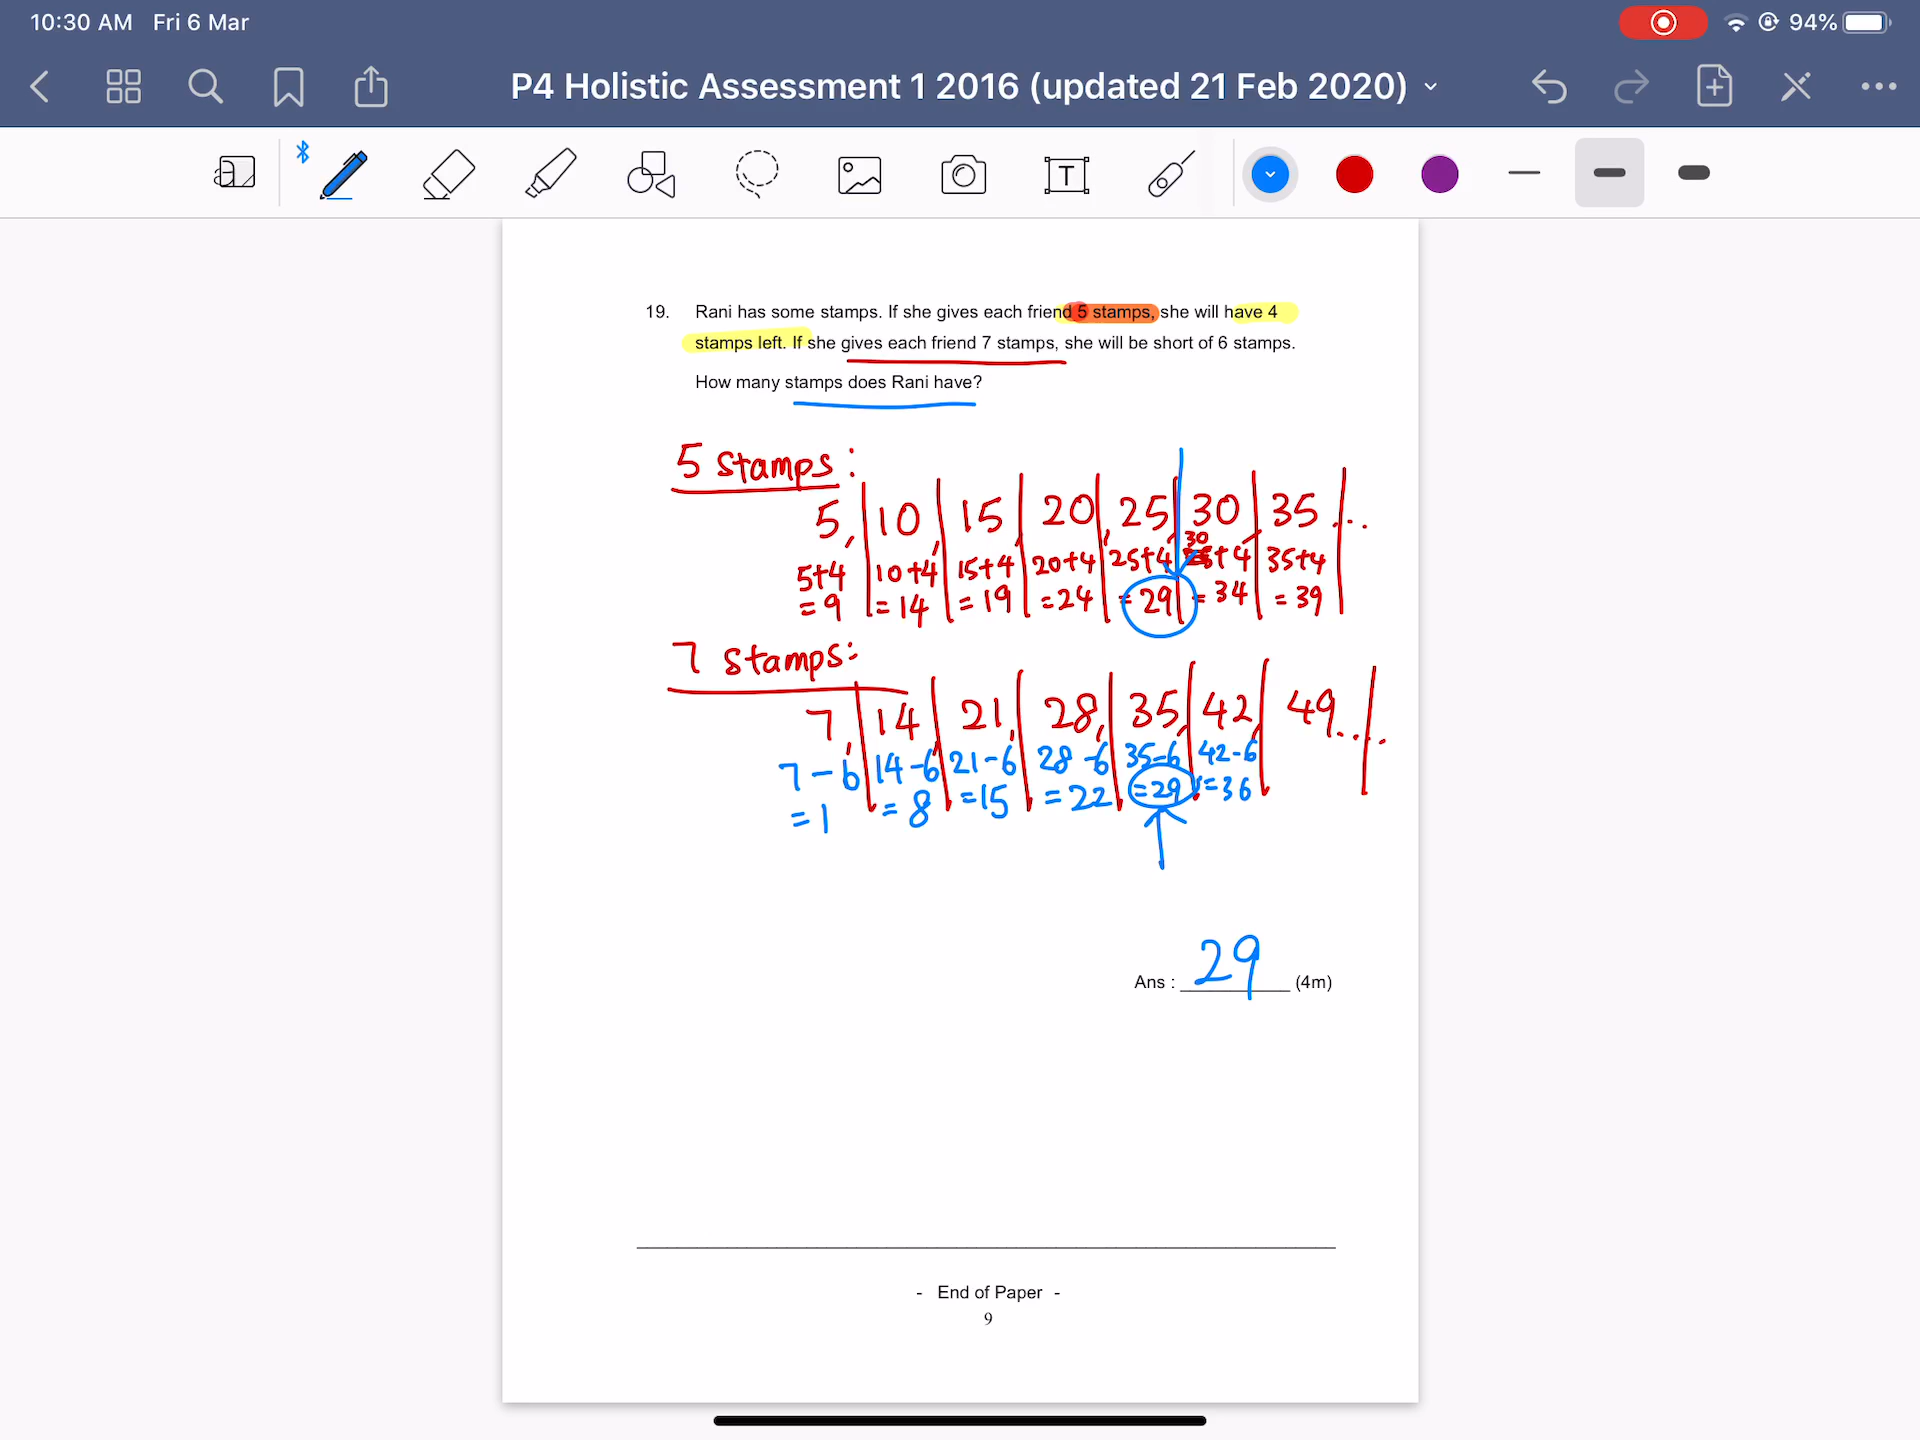 10:30 AM Fri 6 Mar
94%
P4 Holistic Assessment 1 2016 (updated 21 Feb 2020)
19. Rani has some stamps. If she gives each friend 5 stamps, she will have 4
stamps left. If she gives each friend 7 stamps, she will be short of 6 stamps.
How many stamps does Rani have?
5 stamps:
5, 10, 15, 20, 25, 30, 35, ...
30
5+4 10+4 15+4 20+4 25+4 +4 35+4
=9 =14 =19 =24 =29 =34 =39
7 stamps:
7, 14, 21, 28, 35, 42, 49....
7-6 14-6 21-6 28-6 35-6 42-6
=1 =8 =15 =22 =29 =36
29
Ans : (4m)
- End of Paper -
9